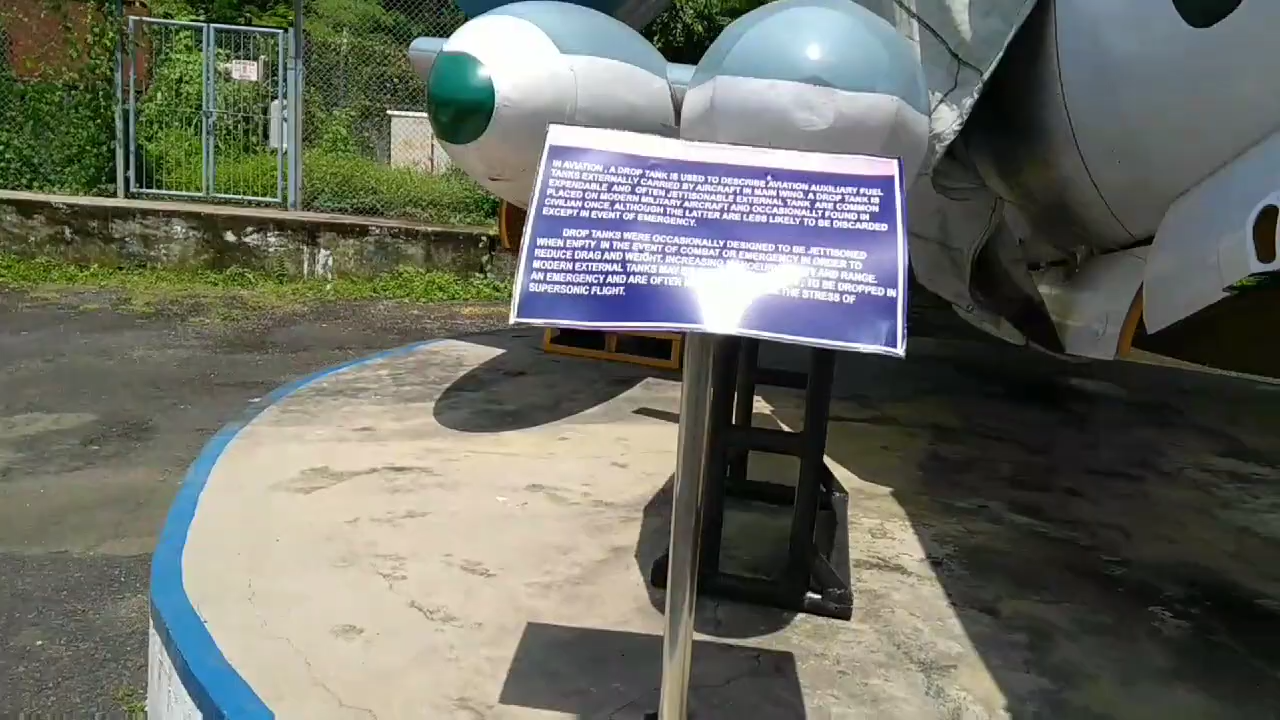 IN AVIATION , A DROP TANK IS USED TO DESCRIBE AVIATION AUXILIARY FUEL
TANKS EXTERNALLY CARRIED BY AIRCRAFT IN MAIN WING. A DROP TANK IS
EXPENDABLE AND OFTEN JETTISONABLE EXTERNAL TANK ARE COMMON
PLACED ON MODERN MILITARY AIRCRAFT AND OCCASIONALLY FOUND IN
CIVILIAN ONCE, ALTHOUGH THE LATTER ARE LESS LIKELY TO BE DISCARDED
EXCEPT IN EVENT OF EMERGENCY.
DROP TANKS WERE OCCASIONALLY DESIGNED TO BE JETTISONED
WHEN EMPTY IN THE EVENT OF COMBAT OR EMERGENCY IN ORDER TO
REDUCE DRAG AND WEIGHT, INCREASING AND RANGE.
MODERN EXTERNAL TANKS MAY TO BE DROPPED IN
AN EMERGENCY AND ARE OFTEN THE STRESS OF
SUPERSONIC FLIGHT.